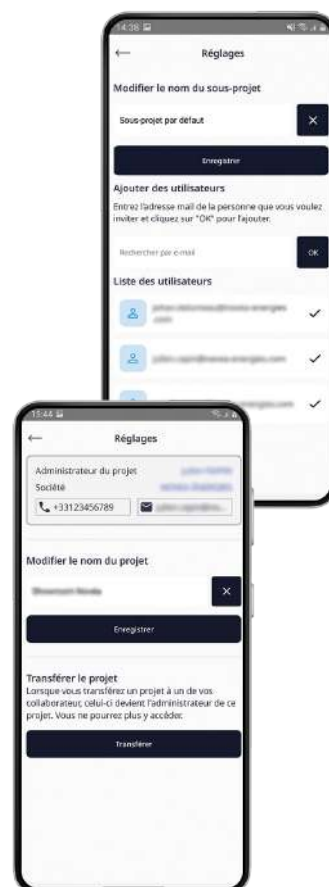 14:38
Réglages
Modifier le nom du sous-projet
Sous-projet par défaut
Enregistrer
Ajouter des utilisateurs
Entrez l'adresse mail de la personne que vous voulez
inviter et cliquez sur "OK" pour l'ajouter.
Rechercher par e-mail OK
Liste des utilisateurs
15:44
Réglages
Administrateur du projet
Société
+33123456789
Modifier le nom du projet
Enregistrer
Transférer le projet
Lorsque vous transférez un projet à un de vos
collaborateur, celui-ci devient l'administrateur de ce
projet. Vous ne pourrez plus y accéder.
Transférer